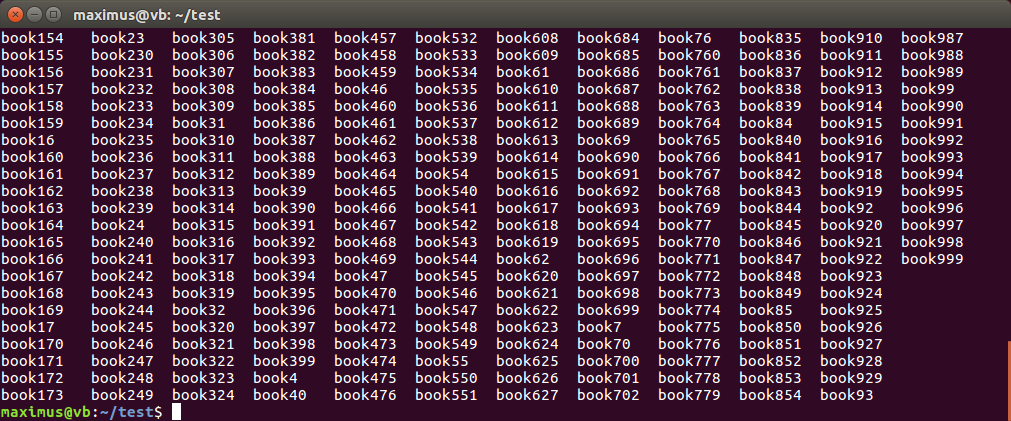 maximus@vb: ~/test
book154 book23 book305 book381 book457 book532 book608 book684 book76 book835 book910 book987
book155 book230 book306 book382 book458 book533 book609 book685 book760 book836 book911 book988
book156 book231 book307 book383 book459 book534 book61 book686 book761 book837 book912 book989
book157 book232 book308 book384 book46 book535 book610 book687 book762 book838 book913 book99
book158 book233 book309 book385 book460 book536 book611 book688 book763 book839 book914 book990
book159 book234 book31 book386 book461 book537 book612 book689 book764 book84 book915 book991
book16 book235 book310 book387 book462 book538 book613 book69 book765 book840 book916 book992
book160 book236 book311 book388 book463 book539 book614 book690 book766 book841 book917 book993
book161 book237 book312 book389 book464 book54 book615 book691 book767 book842 book918 book994
book162 book238 book313 book39 book465 book540 book616 book692 book768 book843 book919 book995
book163 book239 book314 book390 book466 book541 book617 book693 book769 book844 book92 book996
book164 book24 book315 book391 book467 book542 book618 book694 book77 book845 book920 book997
book165 book240 book316 book392 book468 book543 book619 book695 book770 book846 book921 book998
book166 book241 book317 book393 book469 book544 book62 book696 book771 book847 book922 book999
book167 book242 book318 book394 book47 book545 book620 book697 book772 book848 book923
book168 book243 book319 book395 book470 book546 book621 book698 book773 book849 book924
book169 book244 book32 book396 book471 book547 book622 book699 book774 book85 book925
book17 book245 book320 book397 book472 book548 book623 book7 book775 book850 book926
book170 book246 book321 book398 book473 book549 book624 book70 book776 book851 book927
book171 book247 book322 book399 book474 book55 book625 book700 book777 book852 book928
book172 book248 book323 book4 book475 book550 book626 book701 book778 book853 book929
book173 book249 book324 book40 book476 book551 book627 book702 book779 book854 book93
maximus@vb:~/test$